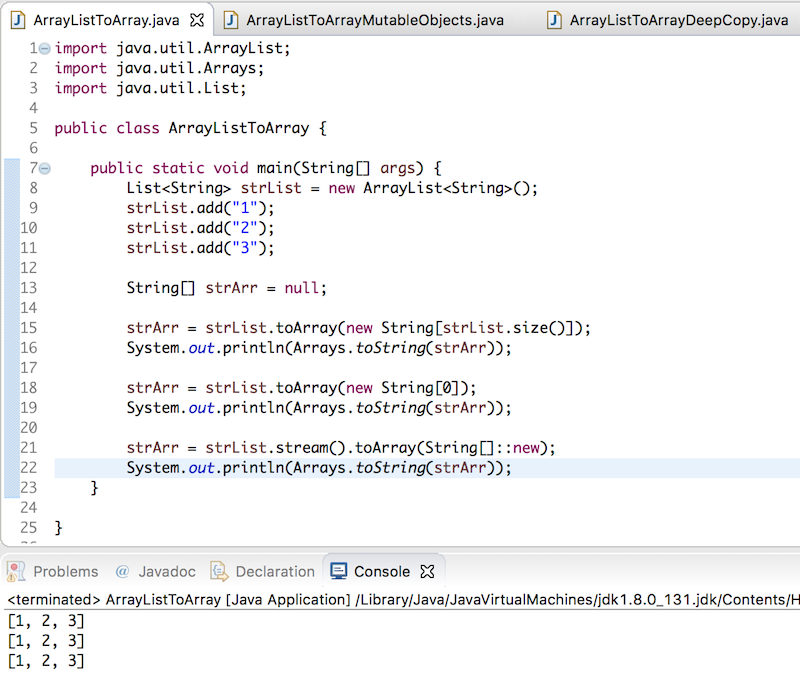 ArrayListToArray.java ArrayListToArrayMutableObjects.java ArrayListToArrayDeepCopy.java
1 import java.util.ArrayList;
2 import java.util.Arrays;
3 import java.util.List;
4
5 public class ArrayListToArray {
6
7 public static void main(String[] args) {
8 List<String> strList = new ArrayList<String>();
9 strList.add("1");
10 strList.add("2");
11 strList.add("3");
12
13 String[] strArr = null;
14
15 strArr = strList.toArray(new String[strList.size()]);
16 System.out.println(Arrays.toString(strArr));
17
18 strArr = strList.toArray(new String[0]);
19 System.out.println(Arrays.toString(strArr));
20
21 strArr = strList.stream().toArray(String[]::new);
22 System.out.println(Arrays.toString(strArr));
23 }
24
25 }
Problems @ Javadoc Declaration Console
<terminated> ArrayListToArray [Java Application] /Library/Java/JavaVirtualMachines/jdk1.8.0_131.jdk/Contents/H
[1, 2, 3]
[1, 2, 3]
[1, 2, 3]